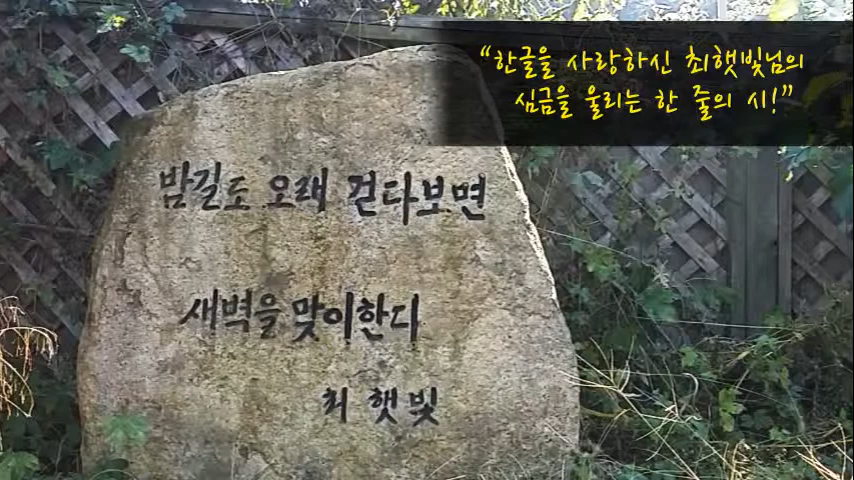 “한글을 사랑하신 최햇빛님의
심금을 울리는 한 줄의 시!”
밤길도 오래 걷다보면
새벽을 맞이한다
최 햇빛